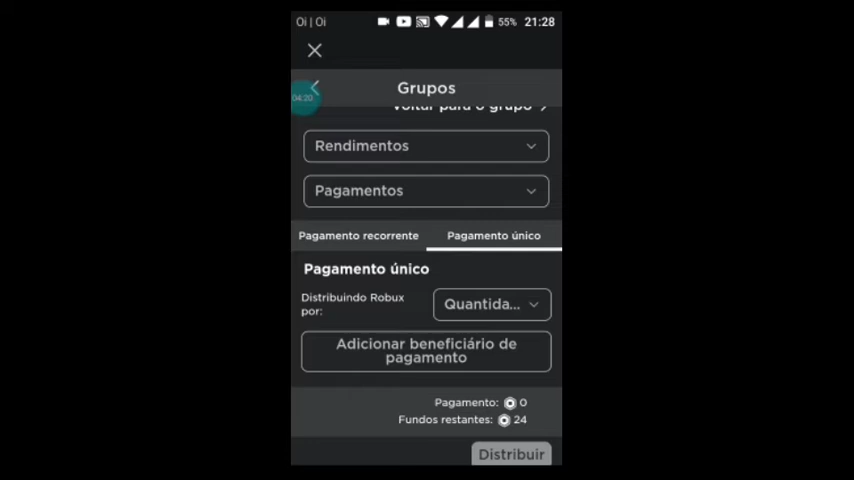 Oi | Oi 55% 21:28
04:20
Grupos
Voltar para o grupo
Rendimentos
Pagamentos
Pagamento recorrente Pagamento único
Pagamento único
Distribuindo Robux
por:
Quantida...
Adicionar beneficiário de
pagamento
Pagamento: 0
Fundos restantes: 24
Distribuir